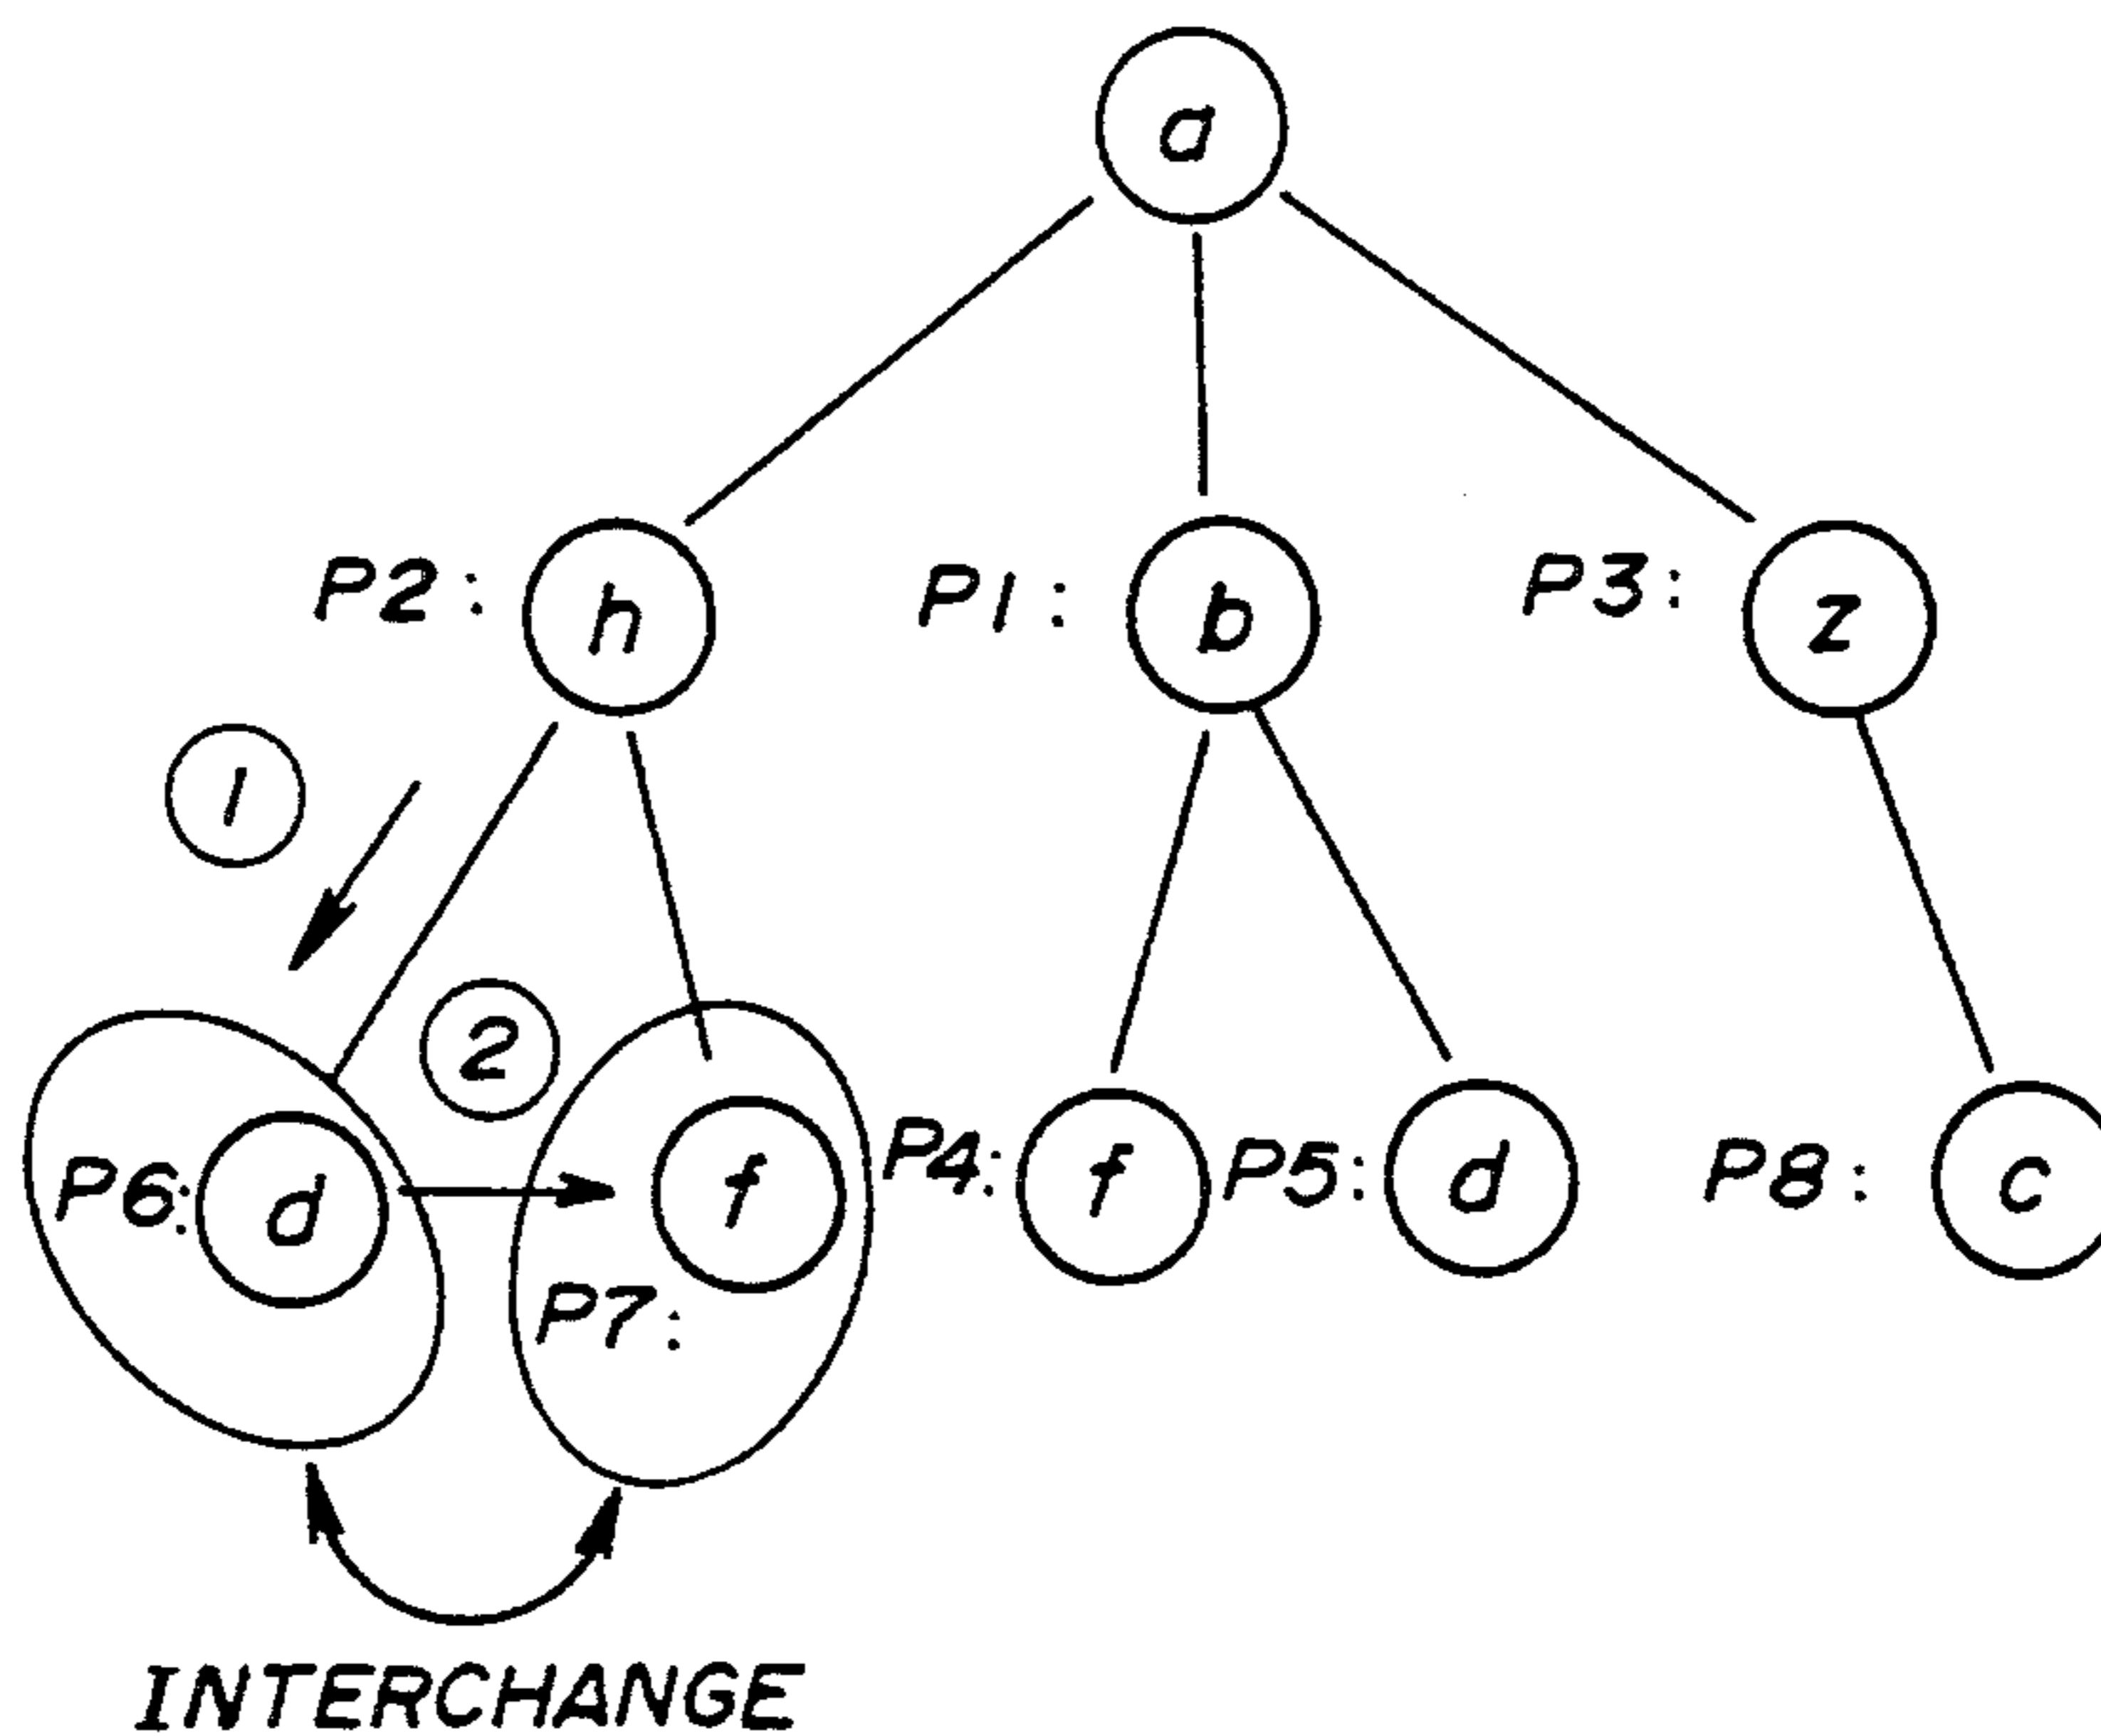 a
P2: h P1: b P3: z
1
2
P6: d f P4: f P5: d P8: c
P7:
INTERCHANGE